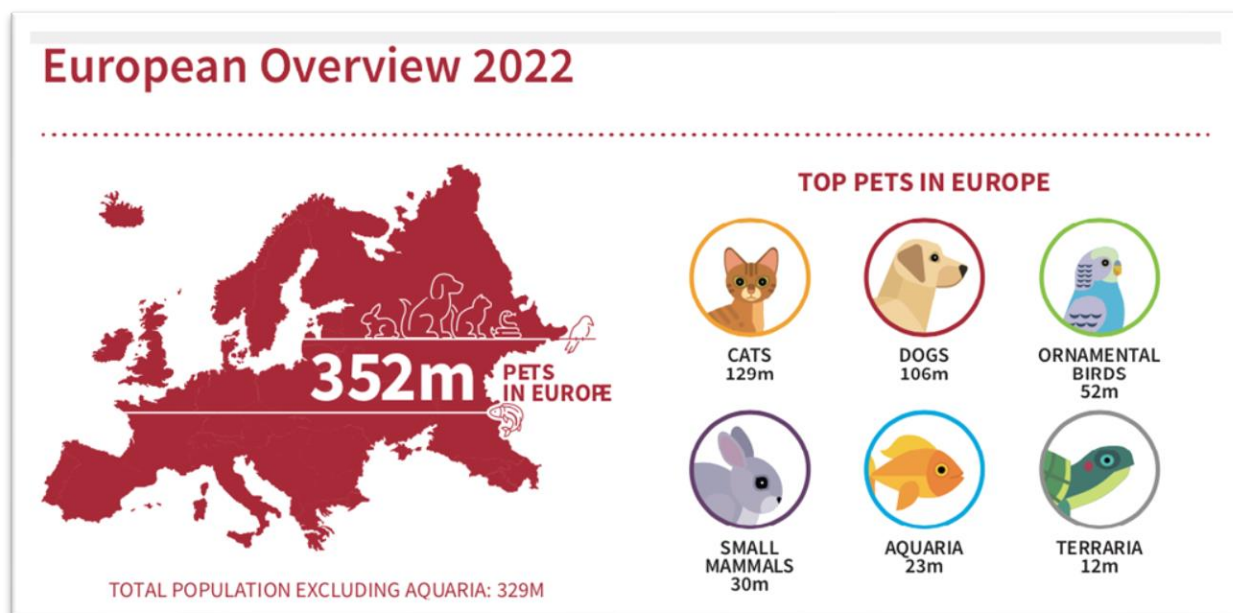 European Overview 2022
352m
PETS
IN EUROPE
TOTAL POPULATION EXCLUDING AQUARIA: 329M
TOP PETS IN EUROPE
CATS
129m
DOGS
106m
ORNAMENTAL
BIRDS
52m
SMALL
MAMMALS
30m
AQUARIA
23m
TERRARIA
12m